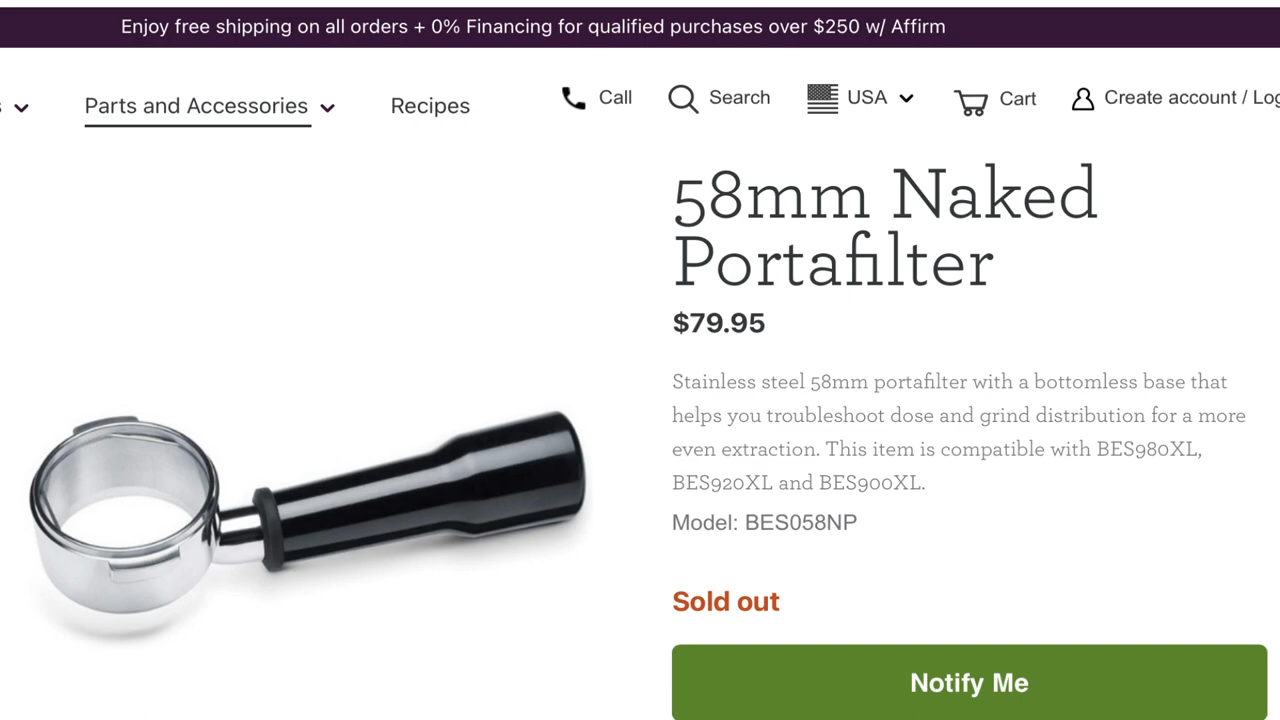 Enjoy free shipping on all orders + 0% Financing for qualified purchases over $250 w/ Affirm
Parts and Accessories
Recipes
Call
Search
USA
Cart
Create account /
58mm Naked
Portafilter
$79.95
Stainless steel 58mm portafilter with a bottomless base that
helps you troubleshoot dose and grind distribution for a more
even extraction. This item is compatible with BES980XL,
BES920XL and BES900XL.
Model: BES058NP
Sold out
Notify Me